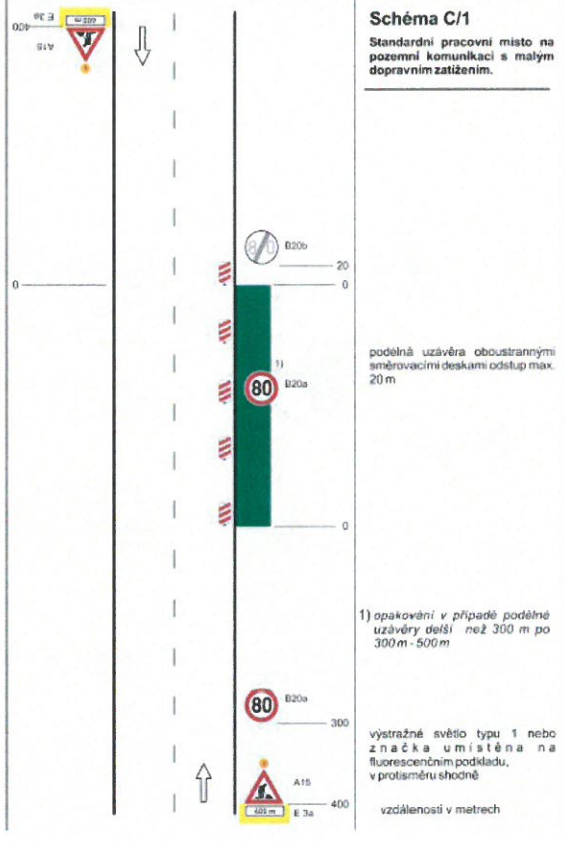 Schéma C/1
Standardní pracovní místo na
pozemní komunikaci s malým
dopravním zatížením.
E 3a
400 m
400
A15
B20b
20
0
0
1)
80
B20a
podélná uzávěra oboustrannými
směrovacími deskami odstup max.
20 m
0
1) opakování v případě podélné
uzávěry delší než 300 m po
300 m - 500 m
80
B20a
300
výstražné světlo typu 1 nebo
značka umístěna na
fluorescenčním podkladu,
v protisměru shodně
A15
400
400 m
E 3a
vzdálenosti v metrech